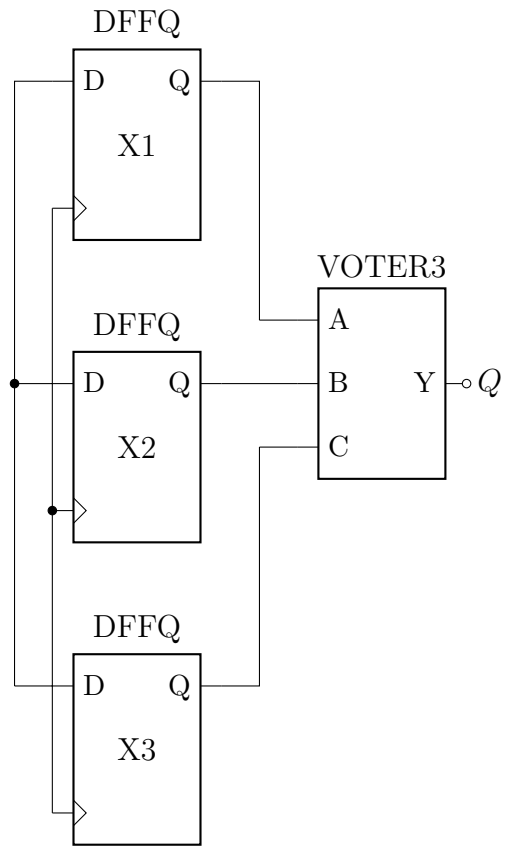 DFFQ
D Q
X1
VOTER3
A
DFFQ
D Q
B Y Q
X2
C
DFFQ
D Q
X3